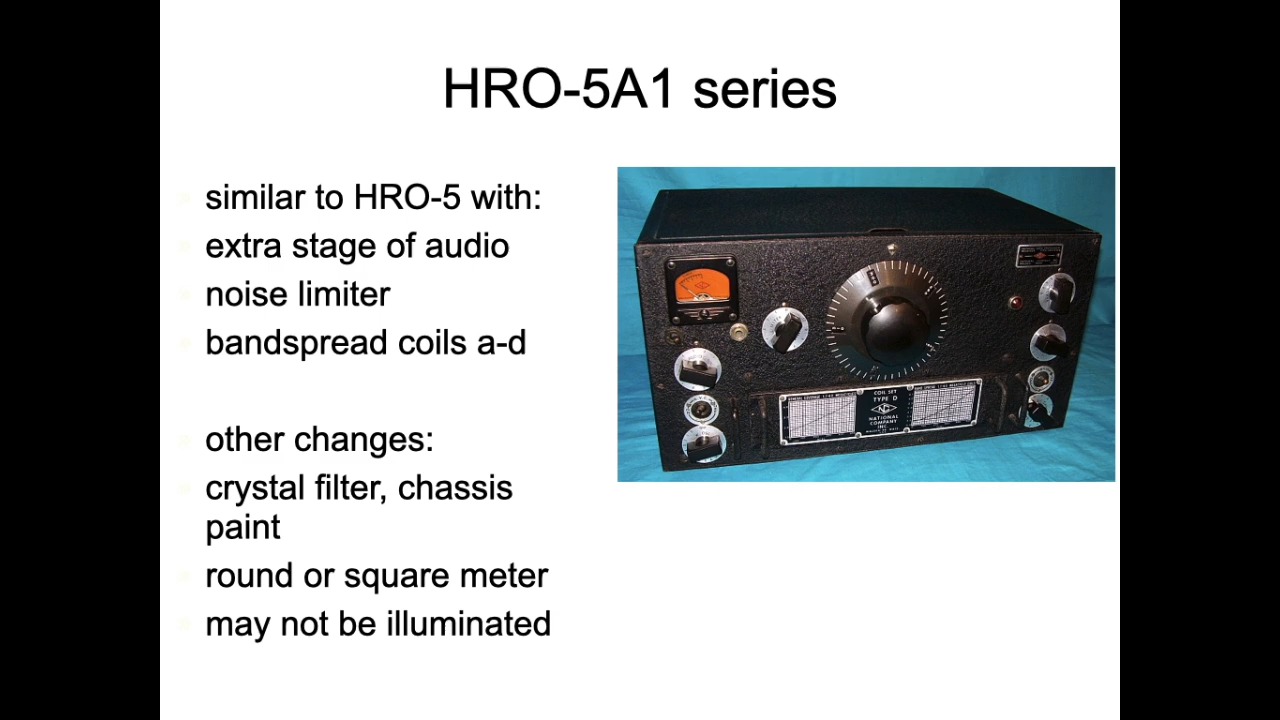 HRO-5A1 series
similar to HRO-5 with:
extra stage of audio
noise limiter
bandspread coils a-d
other changes:
crystal filter, chassis
paint
round or square meter
may not be illuminated
COIL SET
TYPE D
NATIONAL
COMPANY
INC.